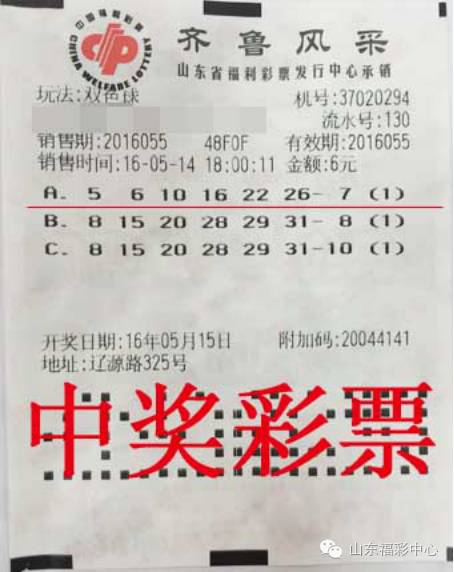 中国福利彩票
CHINA WELFARE LOTTERY
齐鲁风采
山东省福利彩票发行中心承销
玩法:双色球
机号:37020294
流水号:130
销售期:2016055 48F0F 有效期:2016055
销售时间:16-05-14 18:00:11 金额:6元
A. 5 6 10 16 22 26- 7 (1)
B. 8 15 20 28 29 31- 8 (1)
C. 8 15 20 28 29 31-10 (1)
开奖日期:16年05月15日 附加码:20044141
地址:辽源路325号
中奖彩票
山东福彩中心